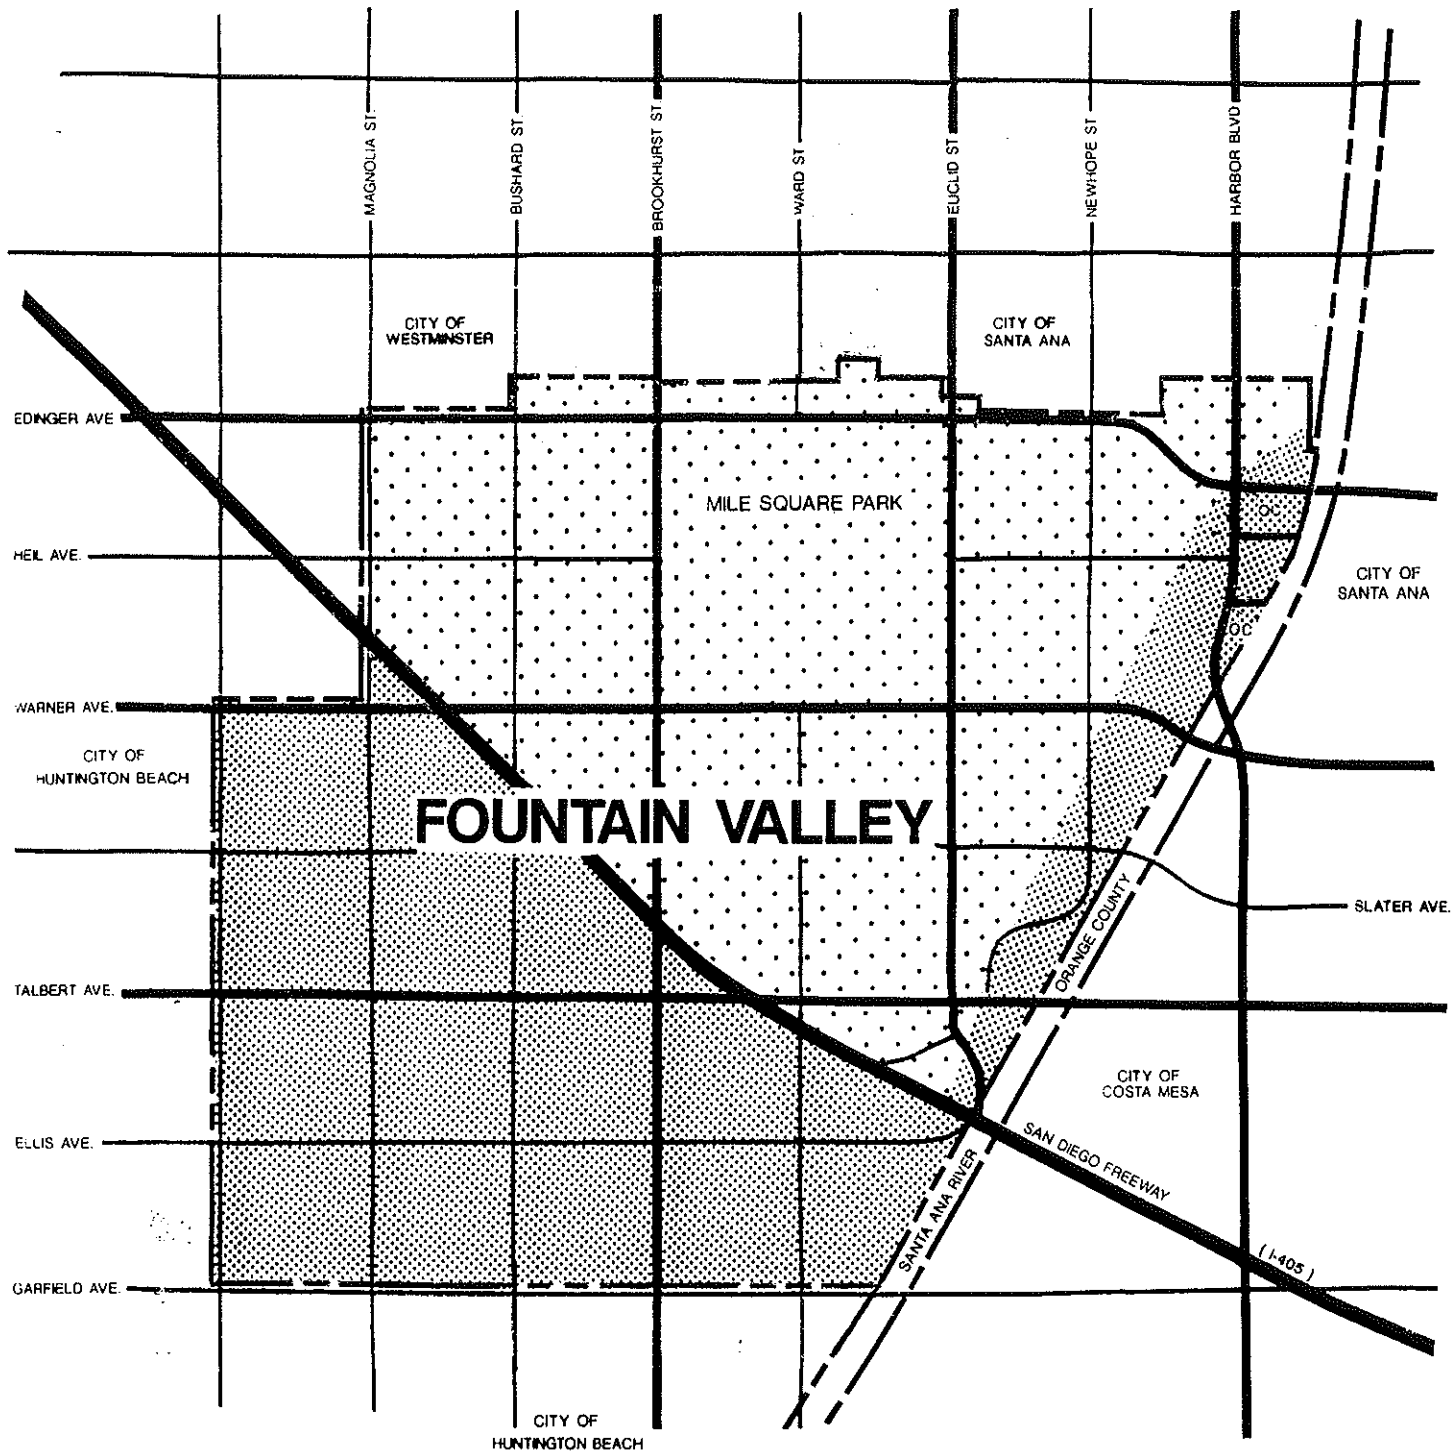 MAGNOLIA ST.
BUSHARD ST.
BROOKHURST ST.
WARD ST
EUCLID ST.
NEWHOPE ST
HARBOR BLVD
CITY OF
WESTMINSTER
CITY OF
SANTA ANA
EDINGER AVE
MILE SQUARE PARK
OC
HEIL AVE.
CITY OF
SANTA ANA
OC
WARNER AVE.
CITY OF
HUNTINGTON BEACH
FOUNTAIN VALLEY
SLATER AVE.
ORANGE COUNTY
TALBERT AVE.
CITY OF
COSTA MESA
ELLIS AVE.
SAN DIEGO FREEWAY
SANTA ANA RIVER
( I-405 )
GARFIELD AVE.
CITY OF
HUNTINGTON BEACH